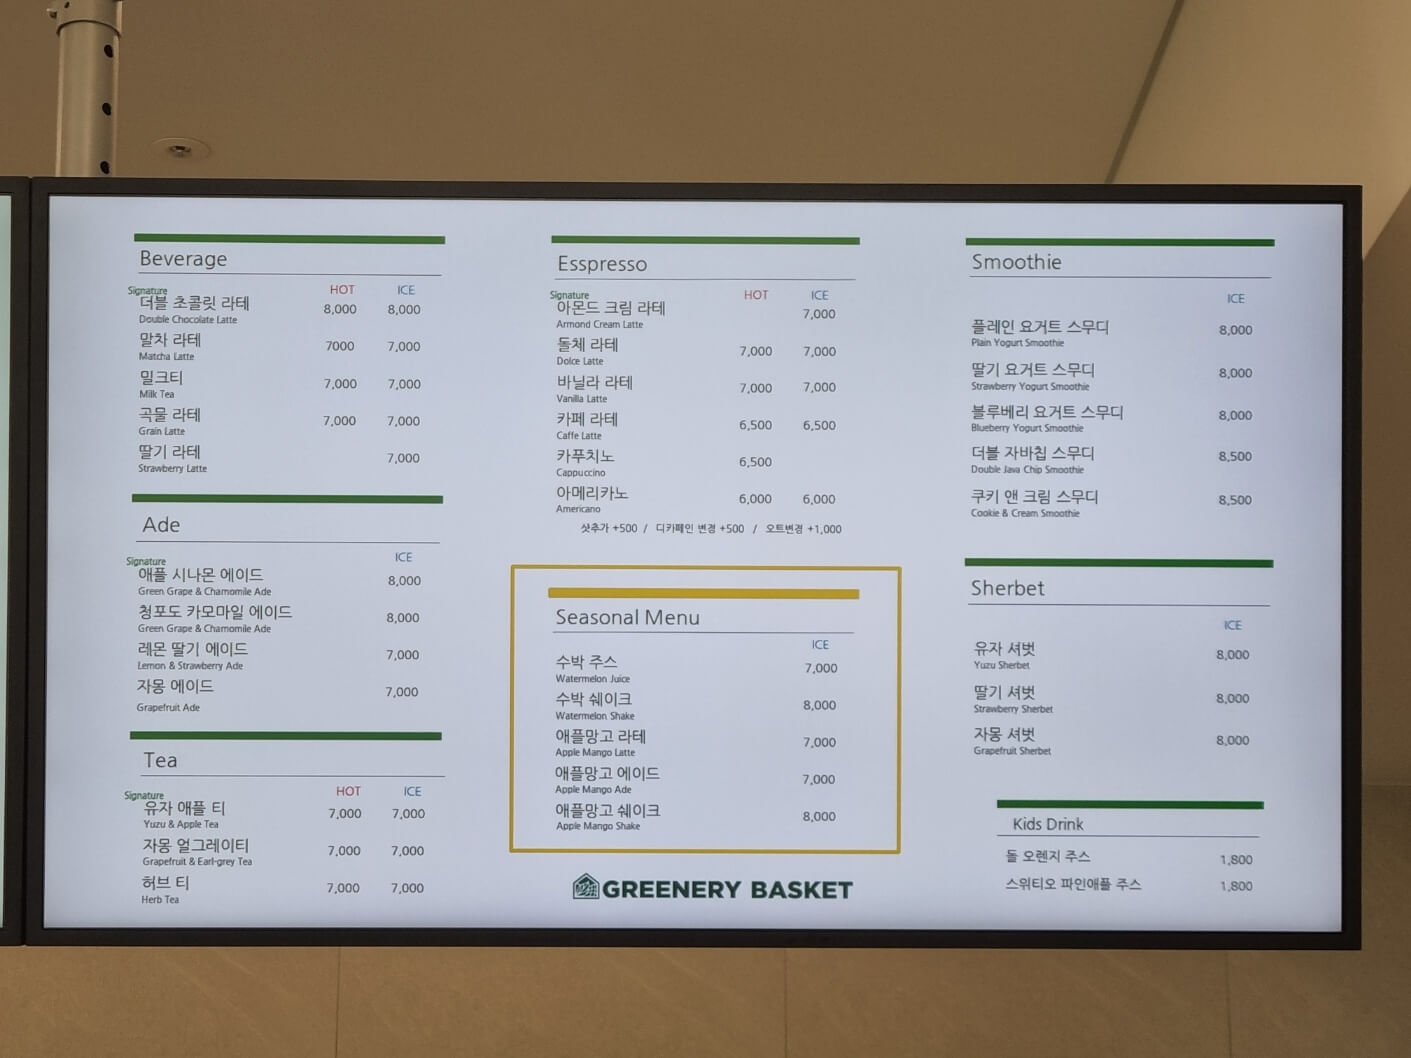 Beverage
HOT ICE
Signature
더블 초콜릿 라테 8,000 8,000
Double Chocolate Latte
말차 라테 7000 7,000
Matcha Latte
밀크티 7,000 7,000
Milk Tea
곡물 라테 7,000 7,000
Grain Latte
딸기 라테 7,000
Strawberry Latte
Ade
ICE
Signature
애플 시나몬 에이드 8,000
Green Grape & Chamomile Ade
청포도 카모마일 에이드 8,000
Green Grape & Chamomile Ade
레몬 딸기 에이드 7,000
Lemon & Strawberry Ade
자몽 에이드 7,000
Grapefruit Ade
Tea
HOT ICE
Signature
유자 애플 티 7,000 7,000
Yuzu & Apple Tea
자몽 얼그레이티 7,000 7,000
Grapefruit & Earl-grey Tea
허브 티 7,000 7,000
Herb Tea
Esspresso
HOT ICE
Signature
아몬드 크림 라테 7,000
Armond Cream Latte
돌체 라테 7,000 7,000
Dolce Latte
바닐라 라테 7,000 7,000
Vanilla Latte
카페 라테 6,500 6,500
Caffe Latte
카푸치노 6,500
Cappuccino
아메리카노 6,000 6,000
Americano
샷추가 +500 / 디카페인 변경 +500 / 오트변경 +1,000
Seasonal Menu
ICE
수박 주스 7,000
Watermelon Juice
수박 쉐이크 8,000
Watermelon Shake
애플망고 라테 7,000
Apple Mango Latte
애플망고 에이드 7,000
Apple Mango Ade
애플망고 쉐이크 8,000
Apple Mango Shake
GREENERY BASKET
Smoothie
ICE
플레인 요거트 스무디 8,000
Plain Yogurt Smoothie
딸기 요거트 스무디 8,000
Strawberry Yogurt Smoothie
블루베리 요거트 스무디 8,000
Blueberry Yogurt Smoothie
더블 자바칩 스무디 8,500
Double Java Chip Smoothie
쿠키 앤 크림 스무디 8,500
Cookie & Cream Smoothie
Sherbet
ICE
유자 셔벗 8,000
Yuzu Sherbet
딸기 셔벗 8,000
Strawberry Sherbet
자몽 셔벗 8,000
Grapefruit Sherbet
Kids Drink
돌 오렌지 주스 1,800
스위티오 파인애플 주스 1,800